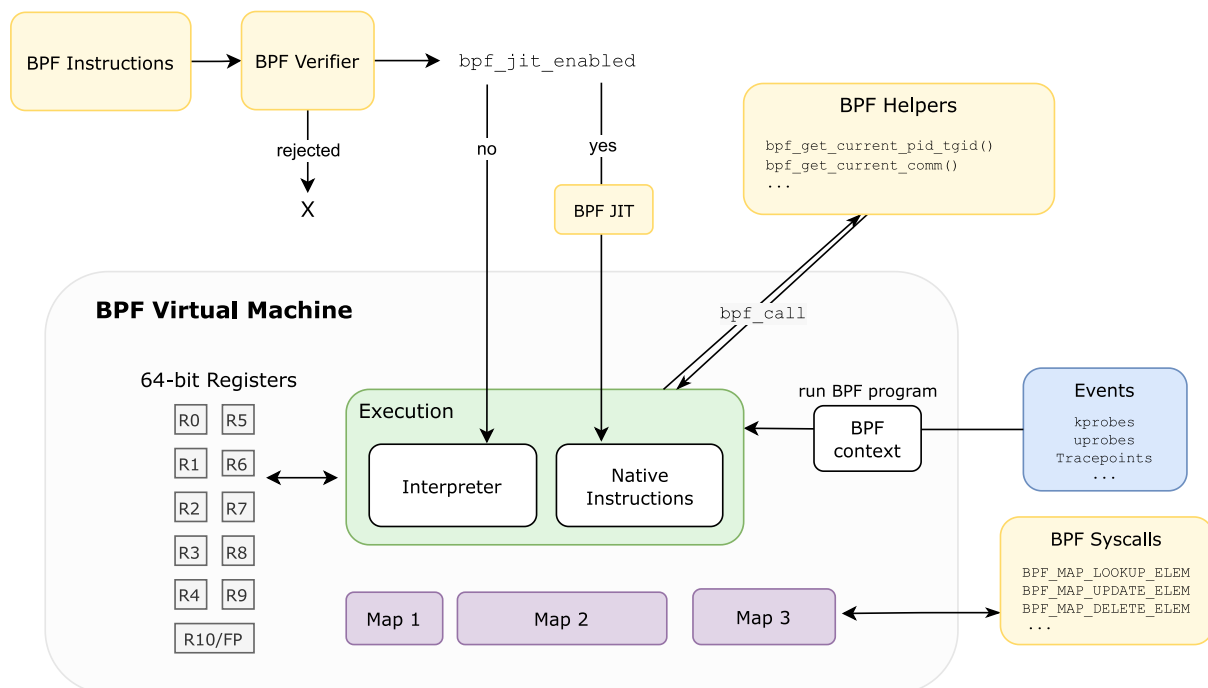 BPF Instructions
BPF Verifier
bpf_jit_enabled
rejected
X
no
yes
BPF JIT
BPF Helpers
bpf_get_current_pid_tgid()
bpf_get_current_comm()
...
bpf_call
BPF Virtual Machine
64-bit Registers
R0 R5
R1 R6
R2 R7
R3 R8
R4 R9
R10/FP
Execution
Interpreter
Native
Instructions
run BPF program
BPF
context
Events
kprobes
uprobes
Tracepoints
...
Map 1
Map 2
Map 3
BPF Syscalls
BPF_MAP_LOOKUP_ELEM
BPF_MAP_UPDATE_ELEM
BPF_MAP_DELETE_ELEM
...